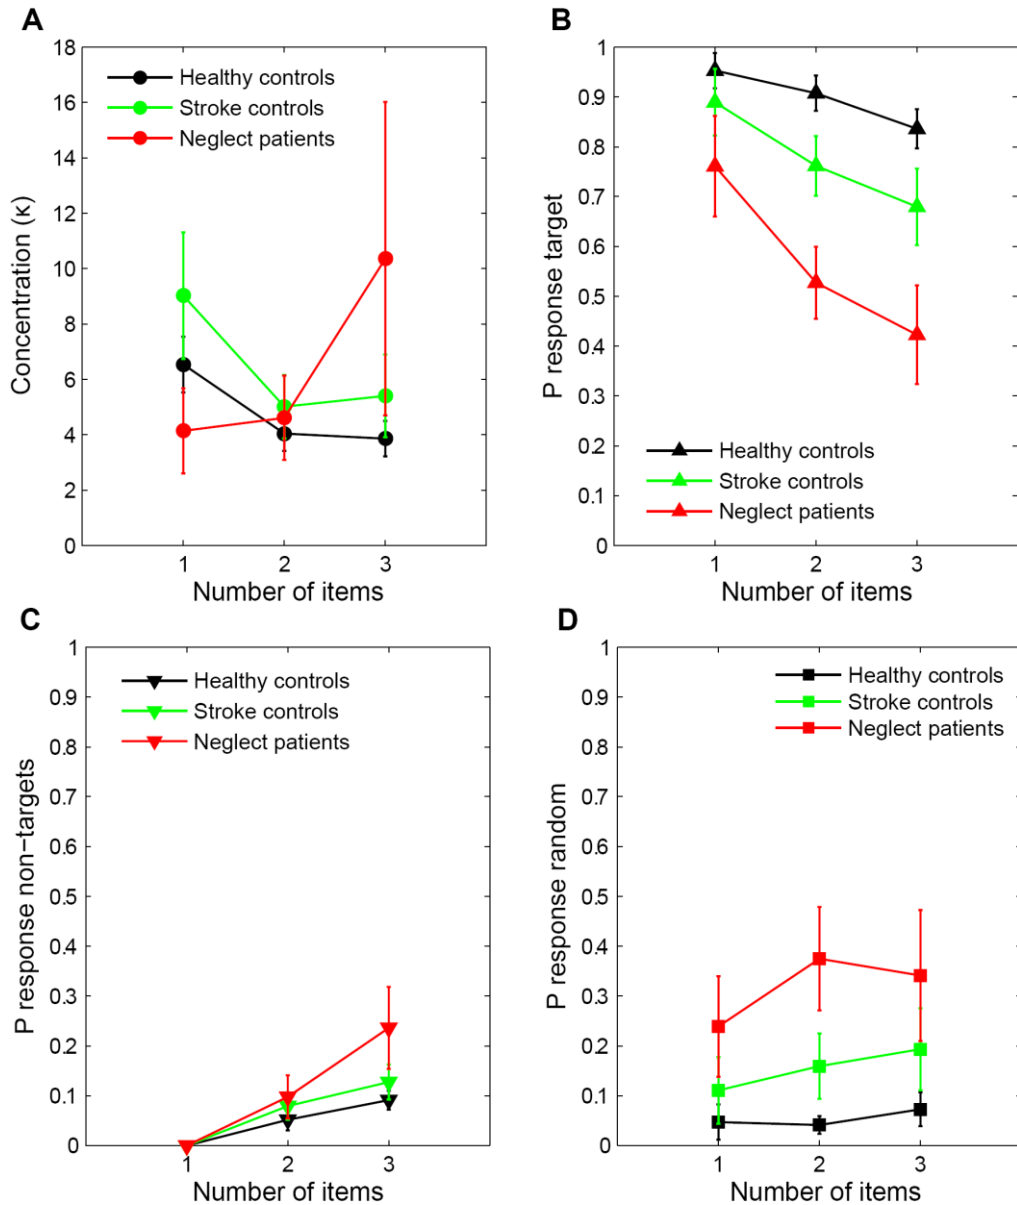 A
Concentration (κ)
18
16
14
12
10
8
6
4
2
0
Healthy controls
Stroke controls
Neglect patients
1 2 3
Number of items
B
P response target
1
0.9
0.8
0.7
0.6
0.5
0.4
0.3
0.2
0.1
0
Healthy controls
Stroke controls
Neglect patients
1 2 3
Number of items
C
P response non−targets
1
0.9
0.8
0.7
0.6
0.5
0.4
0.3
0.2
0.1
0
Healthy controls
Stroke controls
Neglect patients
1 2 3
Number of items
D
P response random
1
0.9
0.8
0.7
0.6
0.5
0.4
0.3
0.2
0.1
0
Healthy controls
Stroke controls
Neglect patients
1 2 3
Number of items